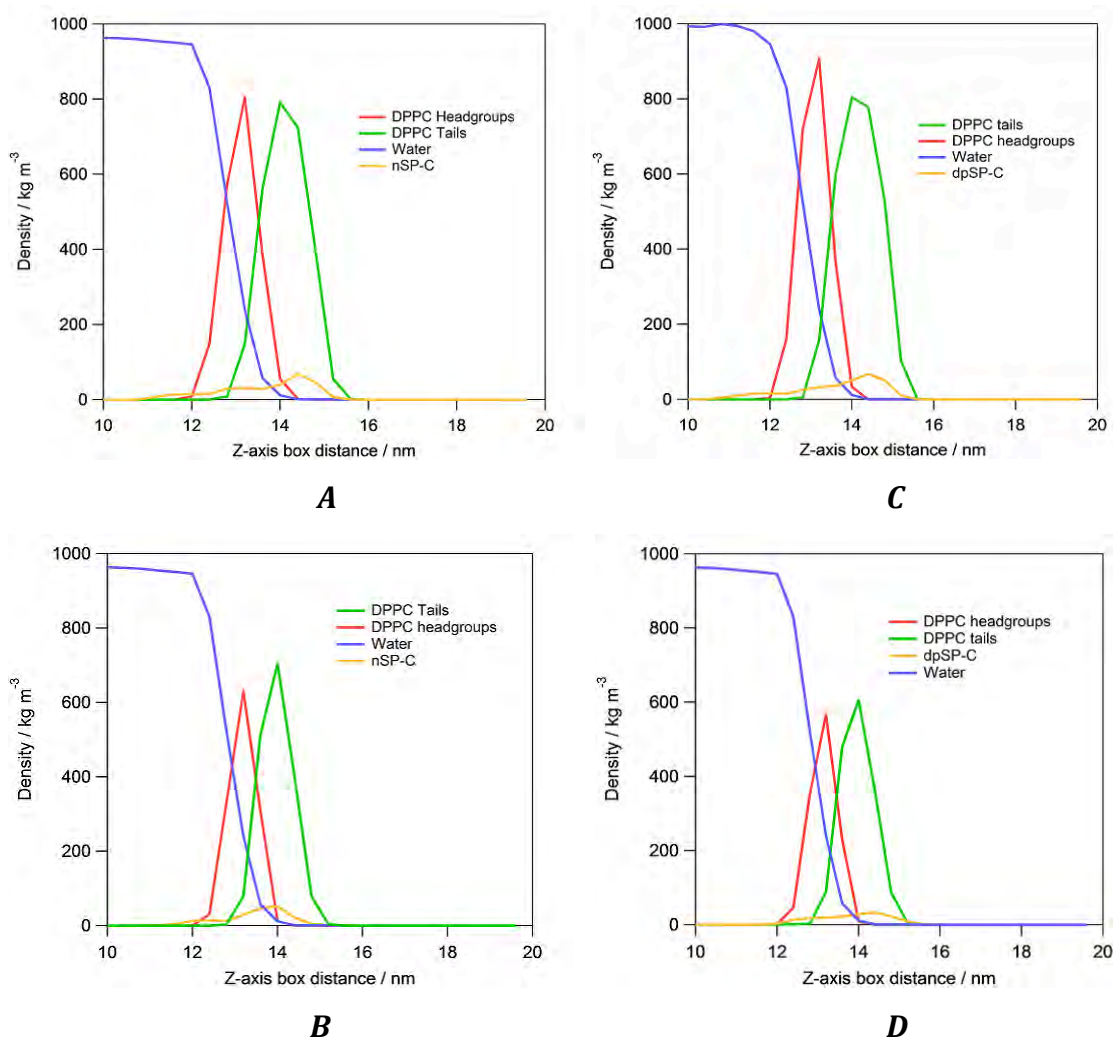 1000
800
600
400
200
0
Density / kg m⁻³
DPPC Headgroups
DPPC Tails
Water
nSP-C
10 12 14 16 18 20
Z-axis box distance / nm
A
1000
800
600
400
200
0
Density / kg m⁻³
DPPC tails
DPPC headgroups
Water
dpSP-C
10 12 14 16 18 20
Z-axis box distance / nm
C
1000
800
600
400
200
0
Density / kg m⁻³
DPPC Tails
DPPC headgroups
Water
nSP-C
10 12 14 16 18 20
Z-axis box distance / nm
B
1000
800
600
400
200
0
Density / kg m⁻³
DPPC headgroups
DPPC tails
dpSP-C
Water
10 12 14 16 18 20
Z-axis box distance / nm
D